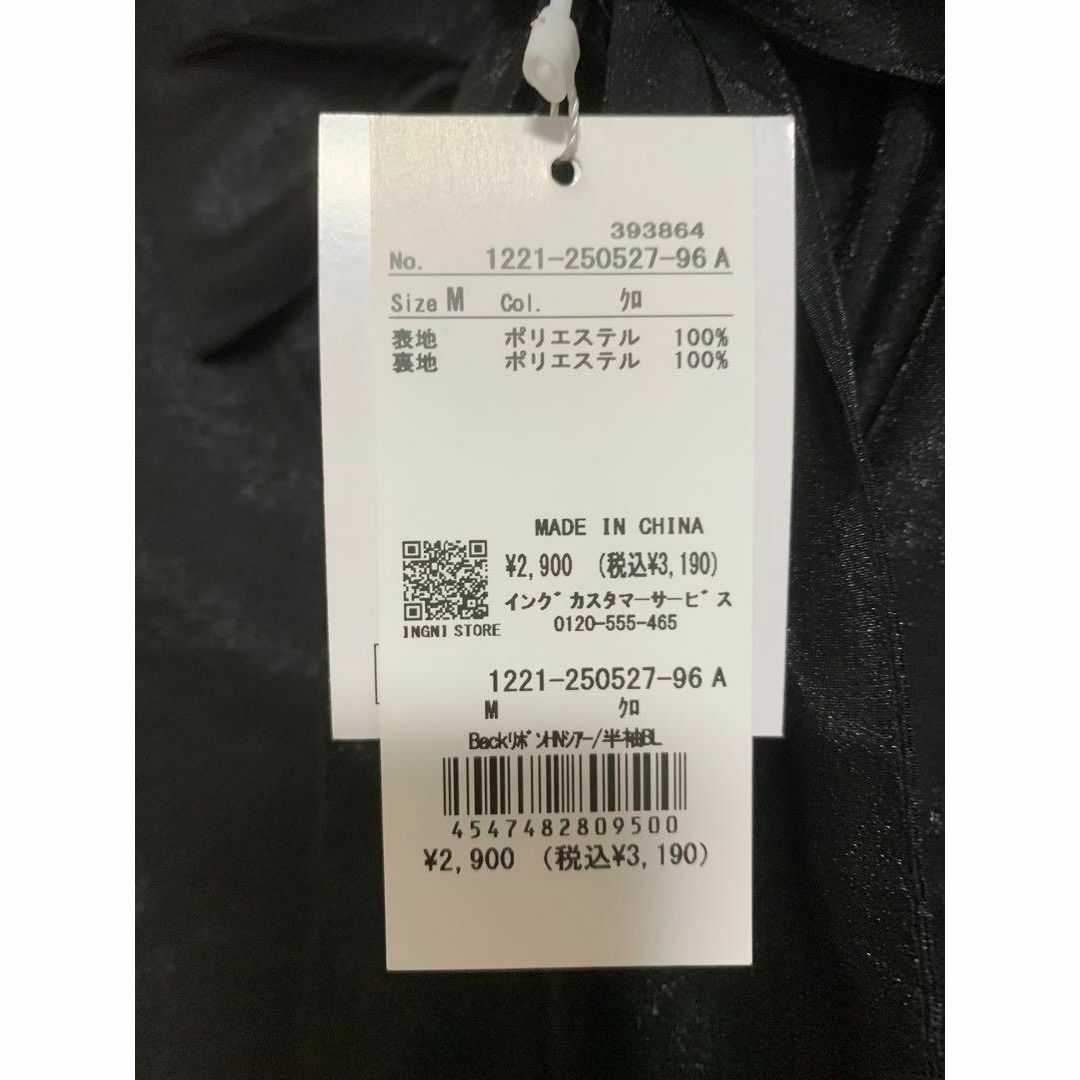 393864
No. 1221-250527-96 A
Size M Col. ｸﾛ
表地 ポリエステル 100%
裏地 ポリエステル 100%
MADE IN CHINA
¥2,900 (税込¥3,190)
イングﾞカスタマーサービﾞス
0120-555-465
INGNI STORE
1221-250527-96 A
M ｸﾛ
BackﾘﾎﾞﾝHNｼｱｰ/半袖BL
4547482809500
¥2,900 (税込¥3,190)